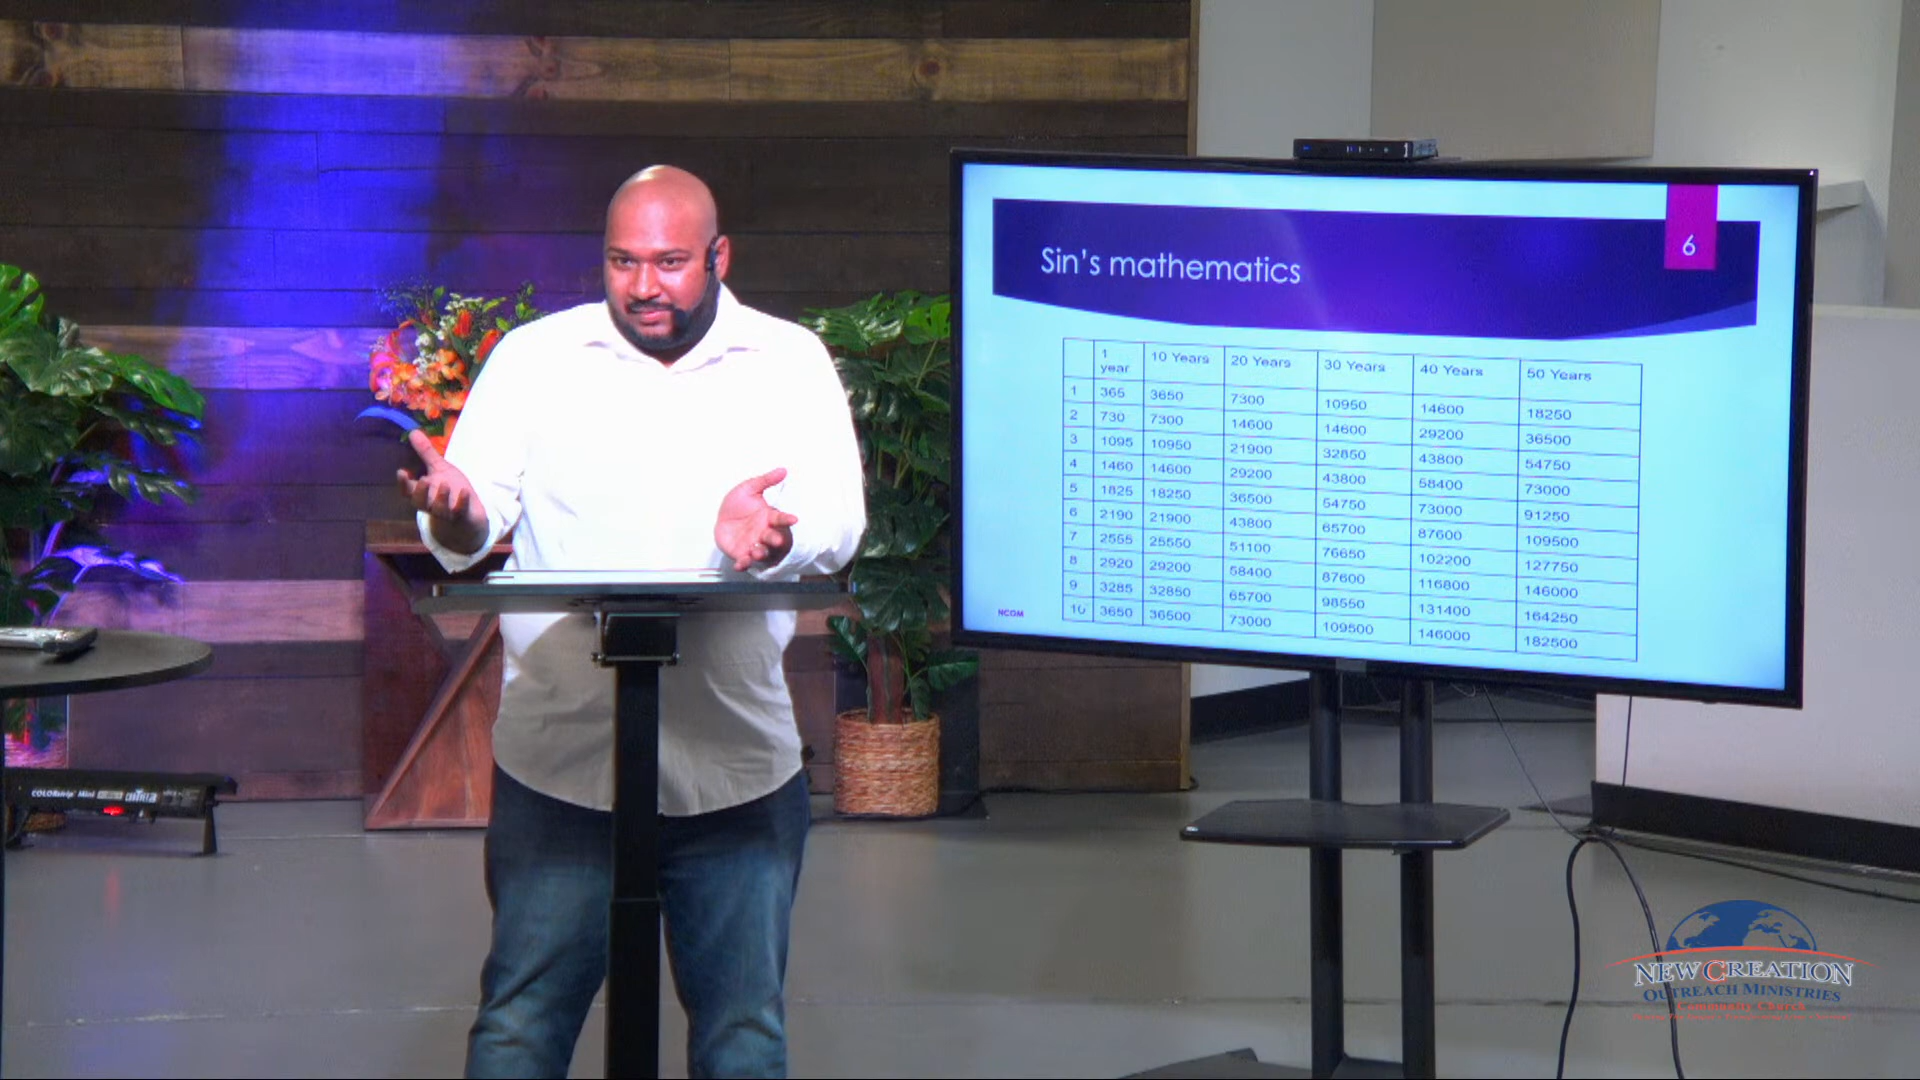 6
Sin's mathematics
1 year 10 Years 20 Years 30 Years 40 Years 50 Years
1 365 3650 7300 10950 14600 18250
2 730 7300 14600 14600 29200 36500
3 1095 10950 21900 32850 43800 54750
4 1460 14600 29200 43800 58400 73000
5 1825 18250 36500 54750 73000 91250
6 2190 21900 43800 65700 87600 109500
7 2555 25550 51100 76650 102200 127750
8 2920 29200 58400 87600 116800 146000
9 3285 32850 65700 98550 131400 164250
10 3650 36500 73000 109500 146000 182500
NCOM
COLORstrip Mini
NEW CREATION
OUTREACH MINISTRIES
Community Church